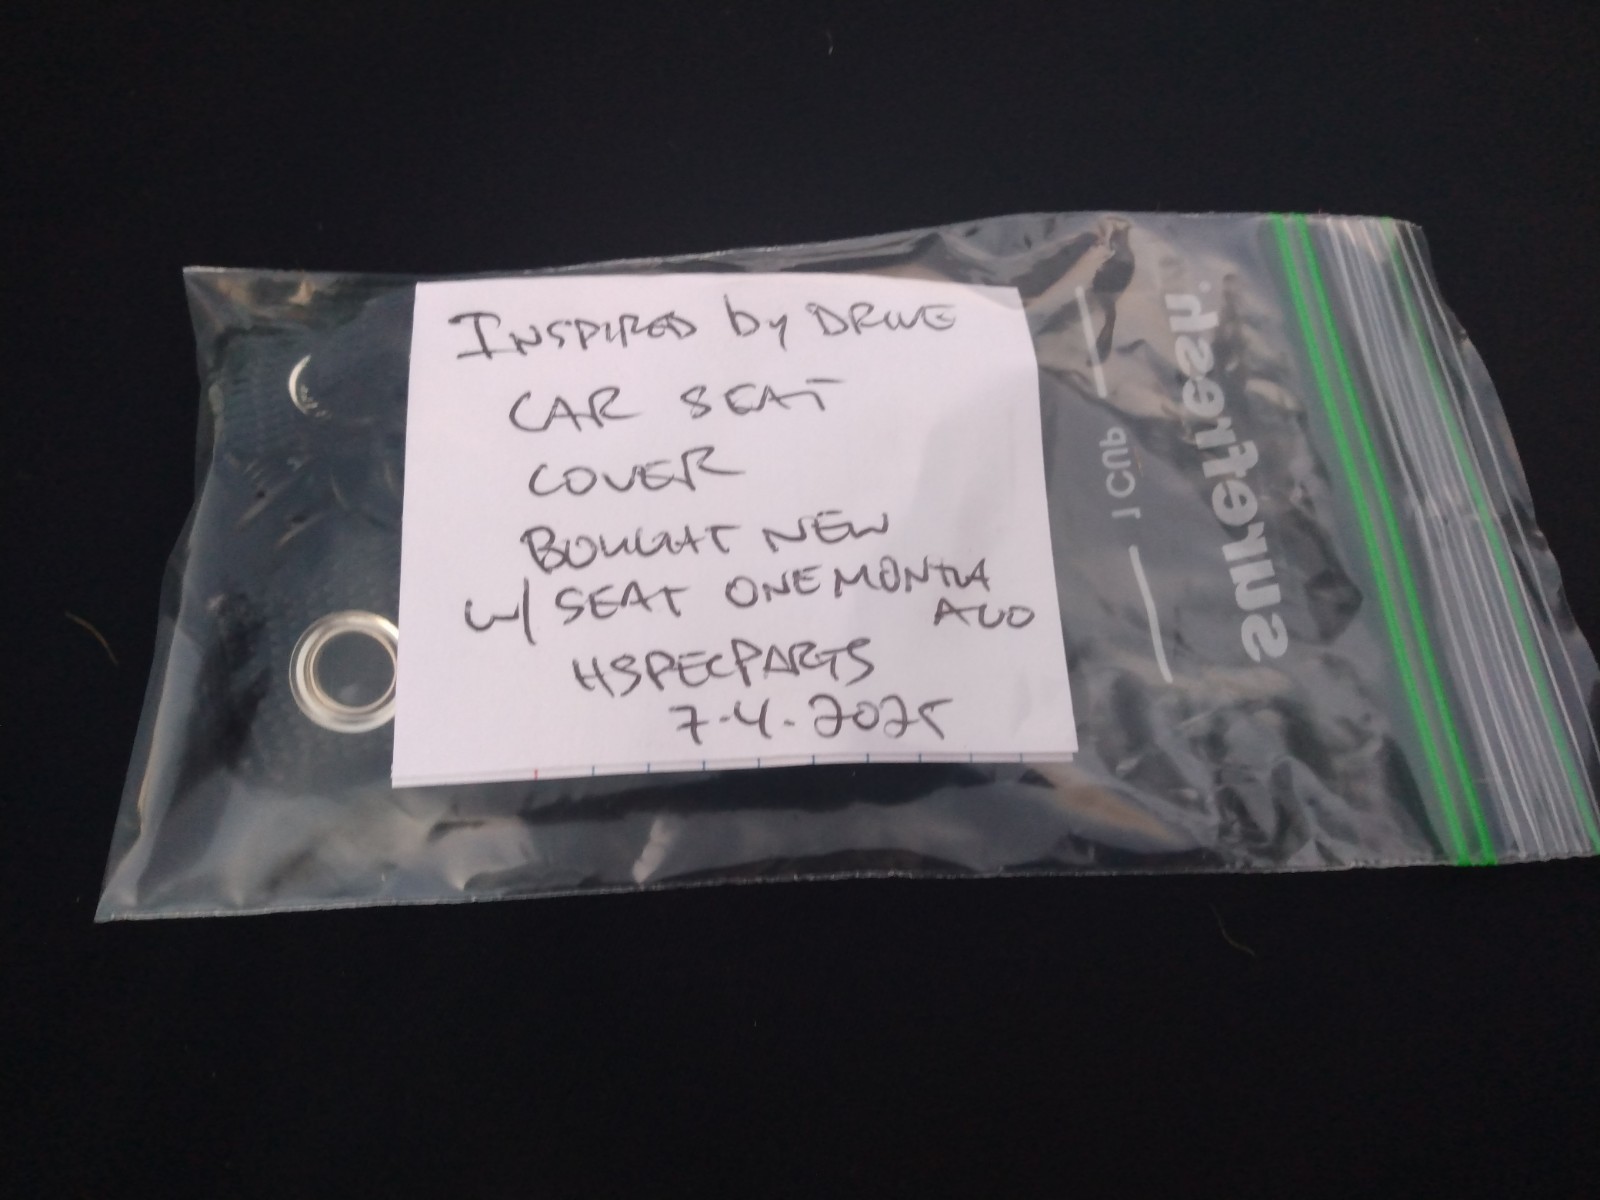 INSPIRED by DRIVE
CAR SEAT
COVER
BOUGHT NEW
W/ SEAT ONE MONTH
AGO
HSPECPARTS
7-4-2025
1 CUP
surefresh.